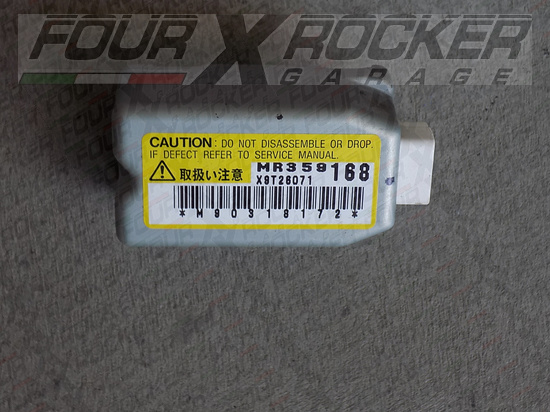 FOUR X ROCKER
GARAGE
CAUTION : DO NOT DISASSEMBLE OR DROP.
IF DEFECT REFER TO SERVICE MANUAL.
取扱い注意 MR359168
X9T26071
*M90318172*